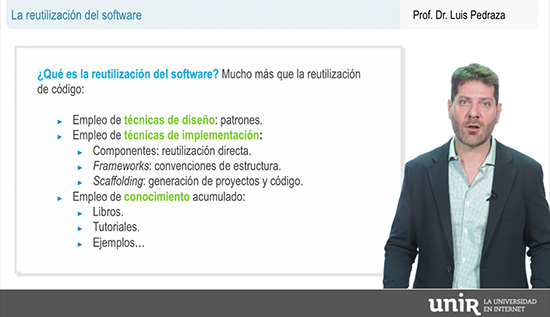 La reutilización del software
Prof. Dr. Luis Pedraza
¿Qué es la reutilización del software? Mucho más que la reutilización
de código:
Empleo de técnicas de diseño: patrones.
Empleo de técnicas de implementación:
Componentes: reutilización directa.
Frameworks: convenciones de estructura.
Scaffolding: generación de proyectos y código.
Empleo de conocimiento acumulado:
Libros.
Tutoriales.
Ejemplos…
unir LA UNIVERSIDAD
EN INTERNET